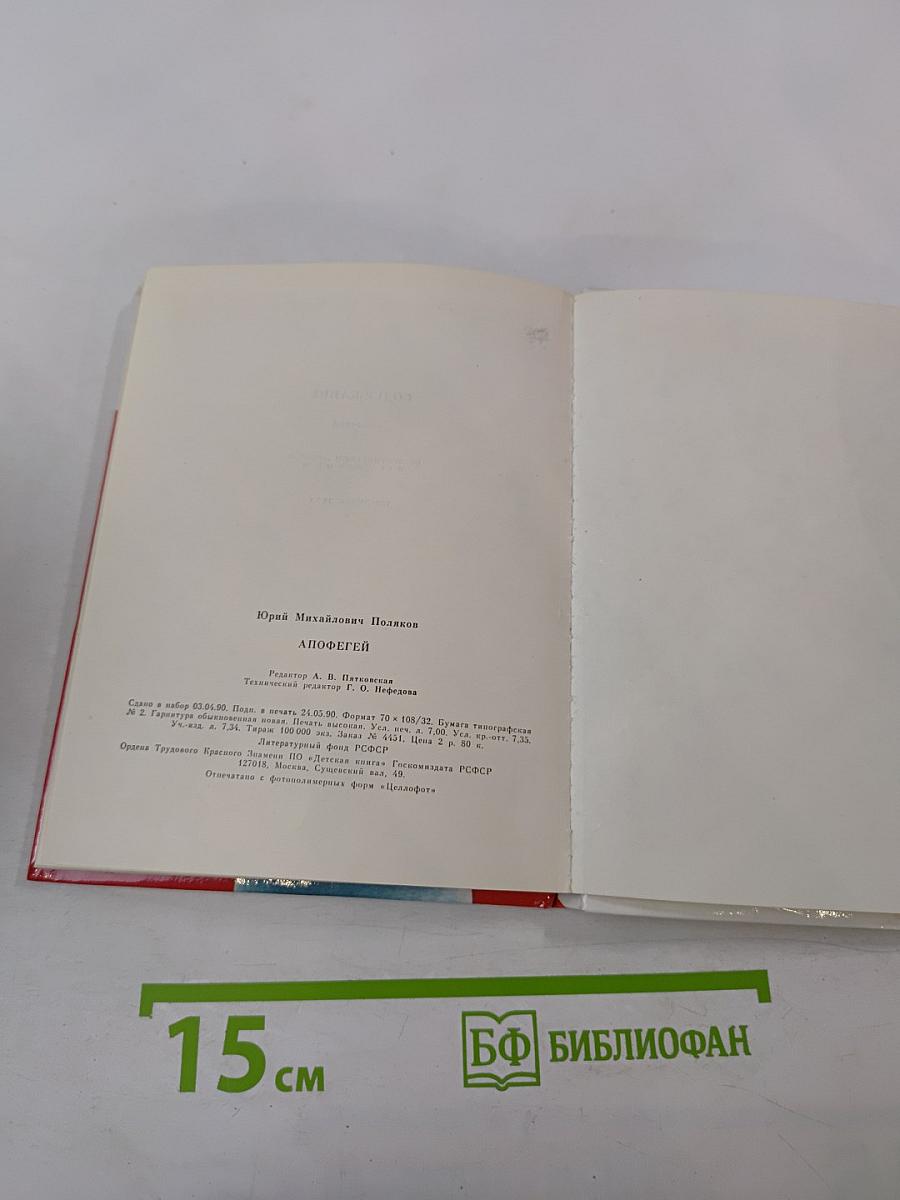 Юрий Михайлович Поляков
АПОФЕГЕЙ
Редактор А. В. Пятковская
Технический редактор Г. О. Нефедова
Сдано в набор 03.04.90. Подп. в печать 24.05.90. Формат 70 × 108/32. Бумага типографская
№ 2. Гарнитура обыкновенная новая. Печать высокая. Усл. печ. л. 7,00. Усл. кр.-отт. 7,35.
Уч.-изд. л. 7,34. Тираж 100 000 экз. Заказ № 4451. Цена 2 р. 80 к.
Литературный фонд РСФСР
Ордена Трудового Красного Знамени ПО «Детская книга» Госкомиздата РСФСР
127018, Москва, Сущевский вал, 49.
Отпечатано с фотополимерных форм «Целлофот»
15 см
БФ БИБЛИОФАН